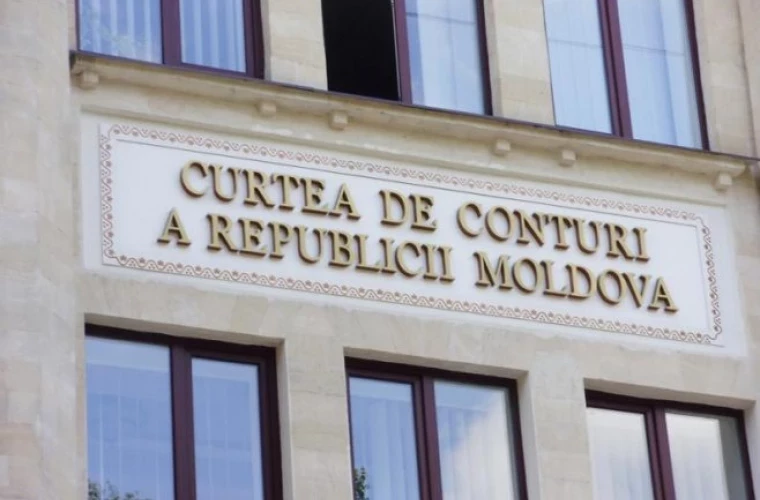 CURTEA DE CONTURI
A REPUBLICII MOLDOVA